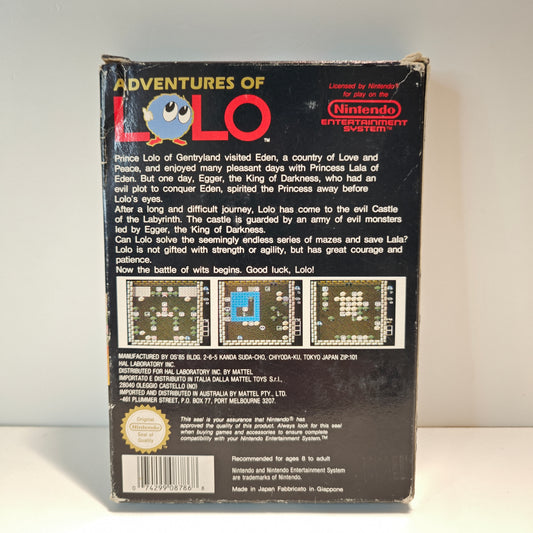 ADVENTURES OF
LOLO
TM
Licensed by Nintendo®
for play on the
Nintendo®
ENTERTAINMENT
SYSTEM™
Prince Lolo of Gentryland visited Eden, a country of Love and
Peace, and enjoyed many pleasant days with Princess Lala of
Eden. But one day, Egger, the King of Darkness, who had an
evil plot to conquer Eden, spirited the Princess away before
Lolo's eyes.
After a long and difficult journey, Lolo has come to the evil Castle
of the Labyrinth. The castle is guarded by an army of evil monsters
led by Egger, the King of Darkness.
Can Lolo solve the seemingly endless series of mazes and save Lala?
Lolo is not gifted with strength or agility, but has great courage and
patience.
Now the battle of wits begins. Good luck, Lolo!
MANUFACTURED BY OS'85 BLDG. 2-6-5 KANDA SUDA-CHO, CHIYODA-KU, TOKYO JAPAN ZIP:101
HAL LABORATORY INC.
DISTRIBUTED FOR HAL LABORATORY INC. BY MATTEL
IMPORTATO E DISTRIBUITO IN ITALIA DALLA MATTEL TOYS S.r.l.,
28040 OLEGGIO CASTELLO (NO)
IMPORTED AND DISTRIBUTED IN AUSTRALIA BY MATTEL PTY., LTD.
461 PLUMMER STREET, P.O. BOX 77, PORT MELBOURNE 3207.
Original
Nintendo
Seal of
Quality
This seal is your assurance that Nintendo® has
approved the quality of this product. Always look for this seal
when buying games and accessories to ensure complete
compatibility with your Nintendo Entertainment System.™
Recommended for ages 6 to adult
Nintendo and Nintendo Entertainment System
are trademarks of Nintendo.
Made in Japan Fabbricato in Giappone
0 74299 08786 8